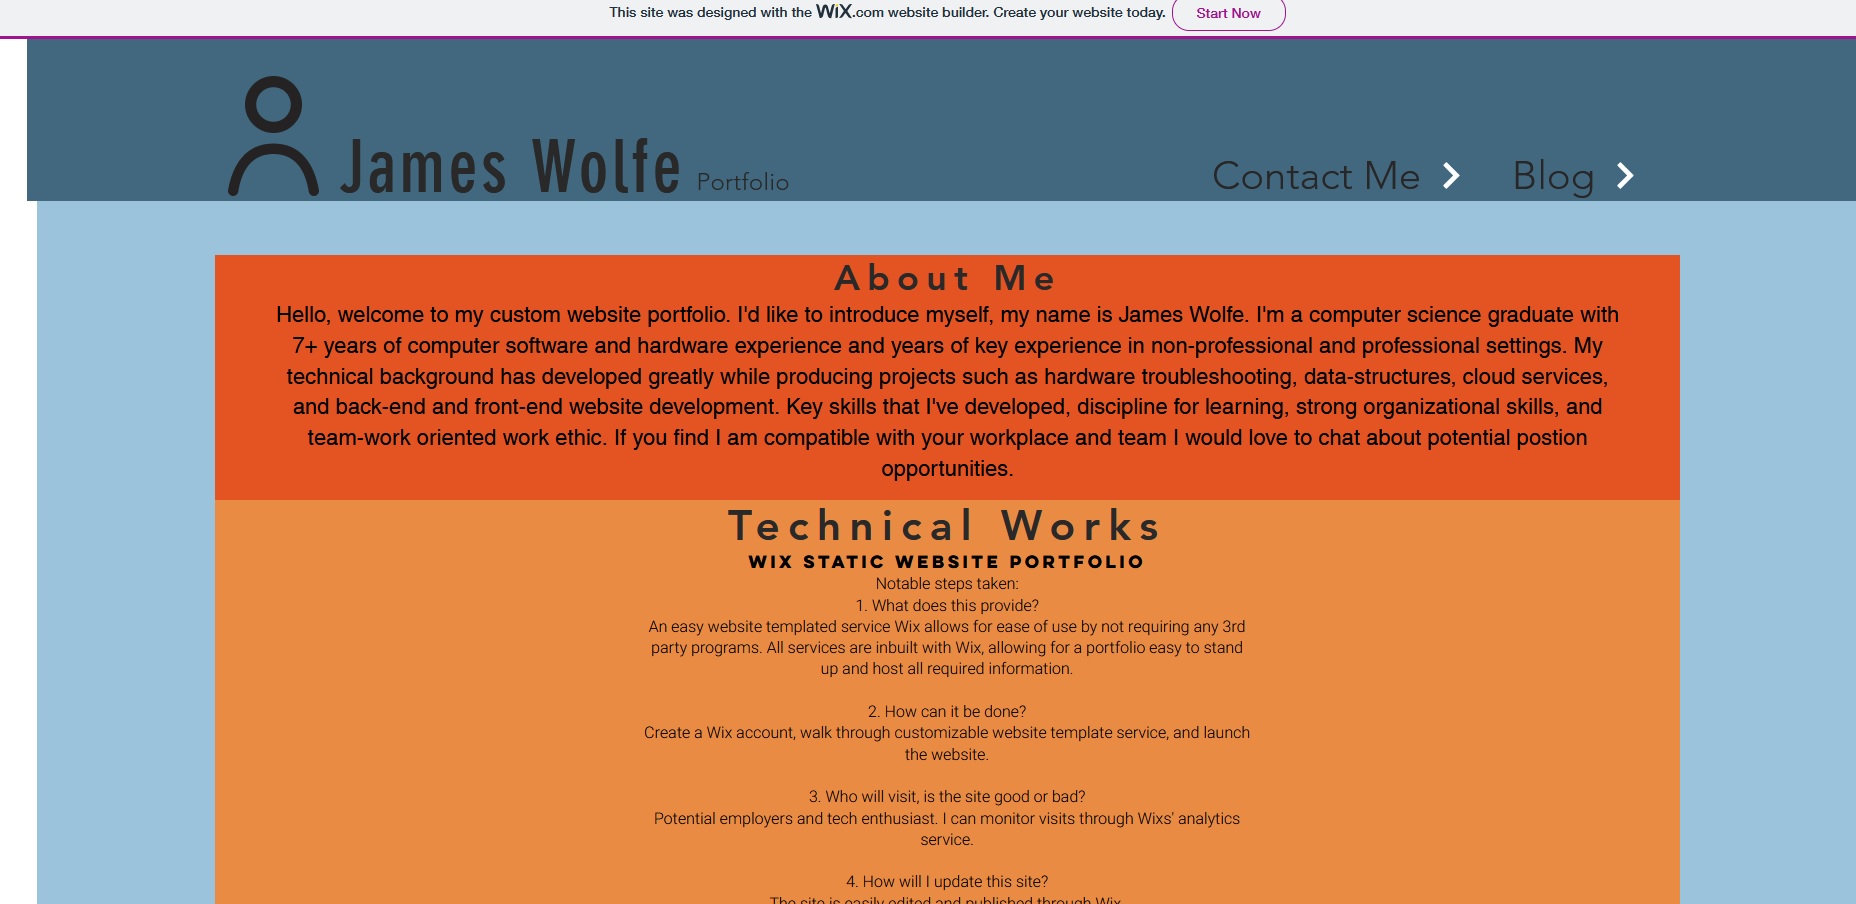 This site was designed with the WiX.com website builder. Create your website today. Start Now
James Wolfe Portfolio
Contact Me Blog
About Me
Hello, welcome to my custom website portfolio. I'd like to introduce myself, my name is James Wolfe. I'm a computer science graduate with
7+ years of computer software and hardware experience and years of key experience in non-professional and professional settings. My
technical background has developed greatly while producing projects such as hardware troubleshooting, data-structures, cloud services,
and back-end and front-end website development. Key skills that I've developed, discipline for learning, strong organizational skills, and
team-work oriented work ethic. If you find I am compatible with your workplace and team I would love to chat about potential postion
opportunities.
Technical Works
WIX STATIC WEBSITE PORTFOLIO
Notable steps taken:
1. What does this provide?
An easy website templated service Wix allows for ease of use by not requiring any 3rd
party programs. All services are inbuilt with Wix, allowing for a portfolio easy to stand
up and host all required information.
2. How can it be done?
Create a Wix account, walk through customizable website template service, and launch
the website.
3. Who will visit, is the site good or bad?
Potential employers and tech enthusiast. I can monitor visits through Wixs' analytics
service.
4. How will I update this site?
The site is easily edited and published through Wix.